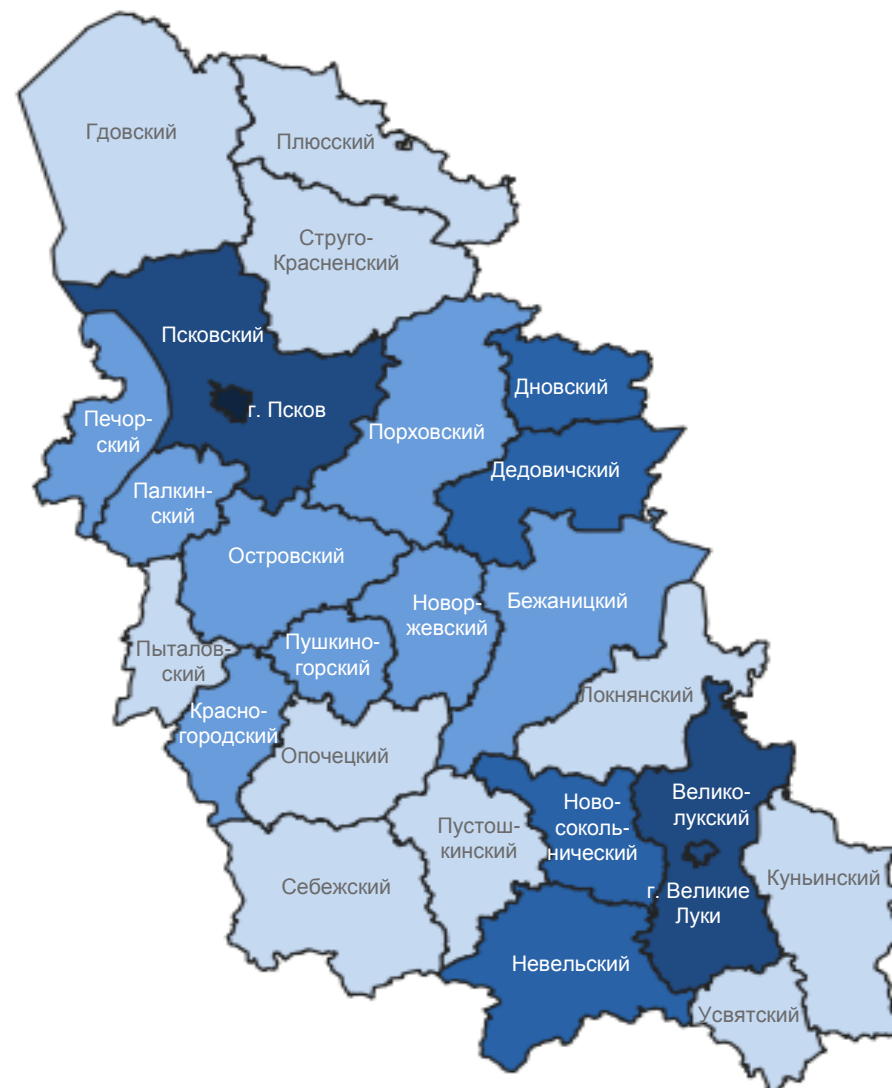 Гдовский
Плюсский
Струго-
Красненский
Псковский
г. Псков
Дновский
Печор-
ский
Порховский
Дедовичский
Палкин-
ский
Островский
Новор-
жевский
Бежаницкий
Пыталов-
ский
Пушкино-
горский
Локнянский
Красно-
городский
Опочецкий
Пустош-
кинский
Ново-
соколь-
нический
Велико-
лукский
г. Великие
Луки
Куньинский
Себежский
Невельский
Усвятский